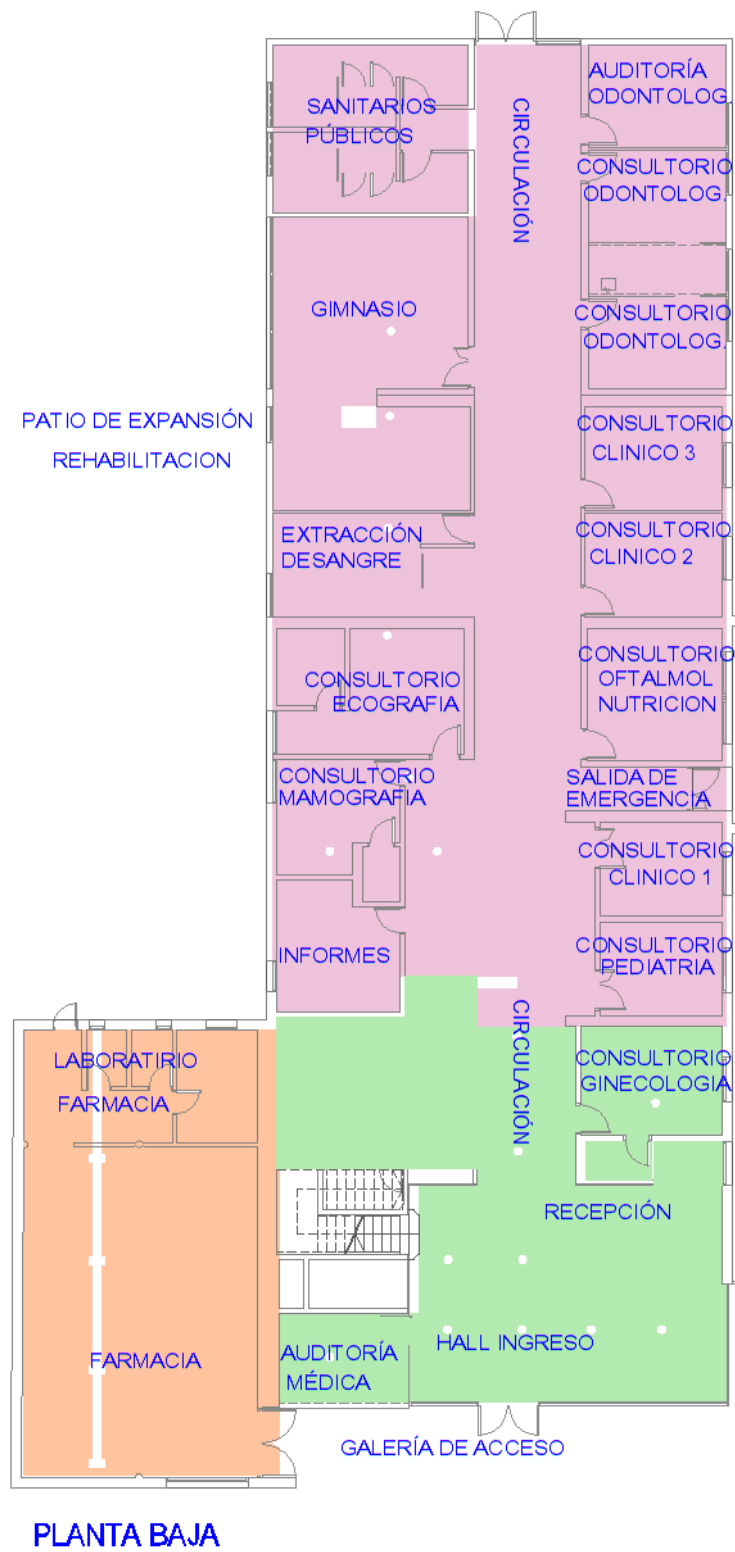 SANITARIOS
PÚBLICOS
CIRCULACIÓN
AUDITORÍA
ODONTOLOG
CONSULTORIO
ODONTOLOG.
GIMNASIO
CONSULTORIO
ODONTOLOG.
PATIO DE EXPANSIÓN
REHABILITACION
CONSULTORIO
CLINICO 3
EXTRACCIÓN
DESANGRE
CONSULTORIO
CLINICO 2
CONSULTORIO
ECOGRAFIA
CONSULTORIO
OFTALMOL
NUTRICION
CONSULTORIO
MAMOGRAFIA
SALIDA DE
EMERGENCIA
CONSULTORIO
CLINICO 1
INFORMES
CONSULTORIO
PEDIATRIA
CIRCULACIÓN
LABORATIRIO
FARMACIA
CONSULTORIO
GINECOLOGIA
RECEPCIÓN
FARMACIA
AUDITORÍA
MÉDICA
HALL INGRESO
GALERÍA DE ACCESO
PLANTA BAJA